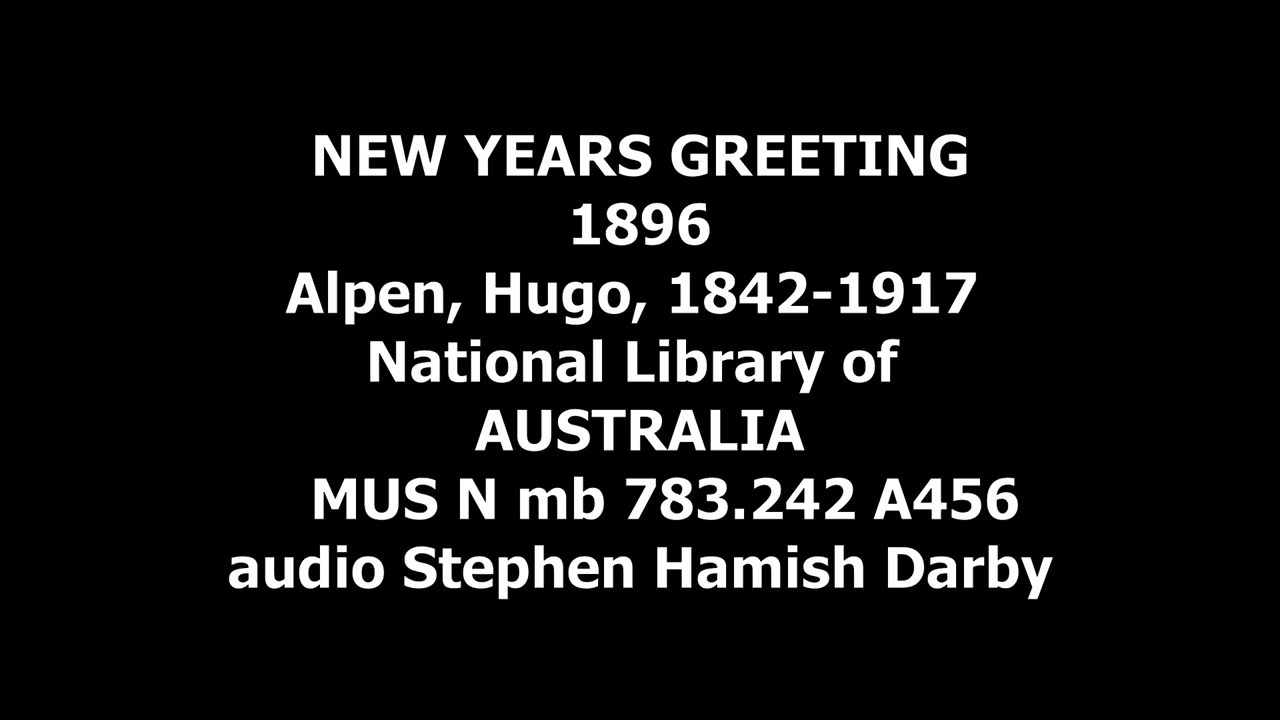 NEW YEARS GREETING
1896
Alpen, Hugo, 1842-1917
National Library of
AUSTRALIA
MUS N mb 783.242 A456
audio Stephen Hamish Darby